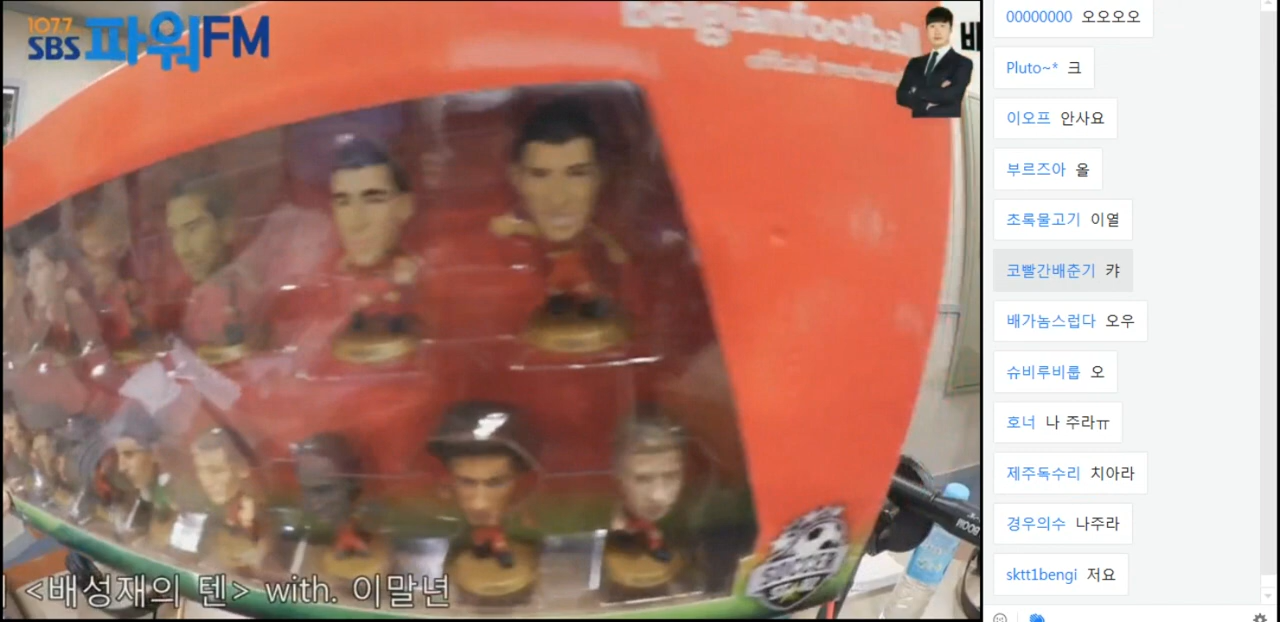 107.7
SBS 파워FM
belgianfootball
official
배
SOCCER
<배성재의 텐> with. 이말년
00000000 오오오오
Pluto~* 크
이오프 안사요
부르즈아 올
초록물고기 이열
코빨간배준기 캬
배가놈스럽다 오우
슈비루비룹 오
호너 나 주라ㅠ
제주독수리 치아라
경우의수 나주라
sktt1bengi 저요